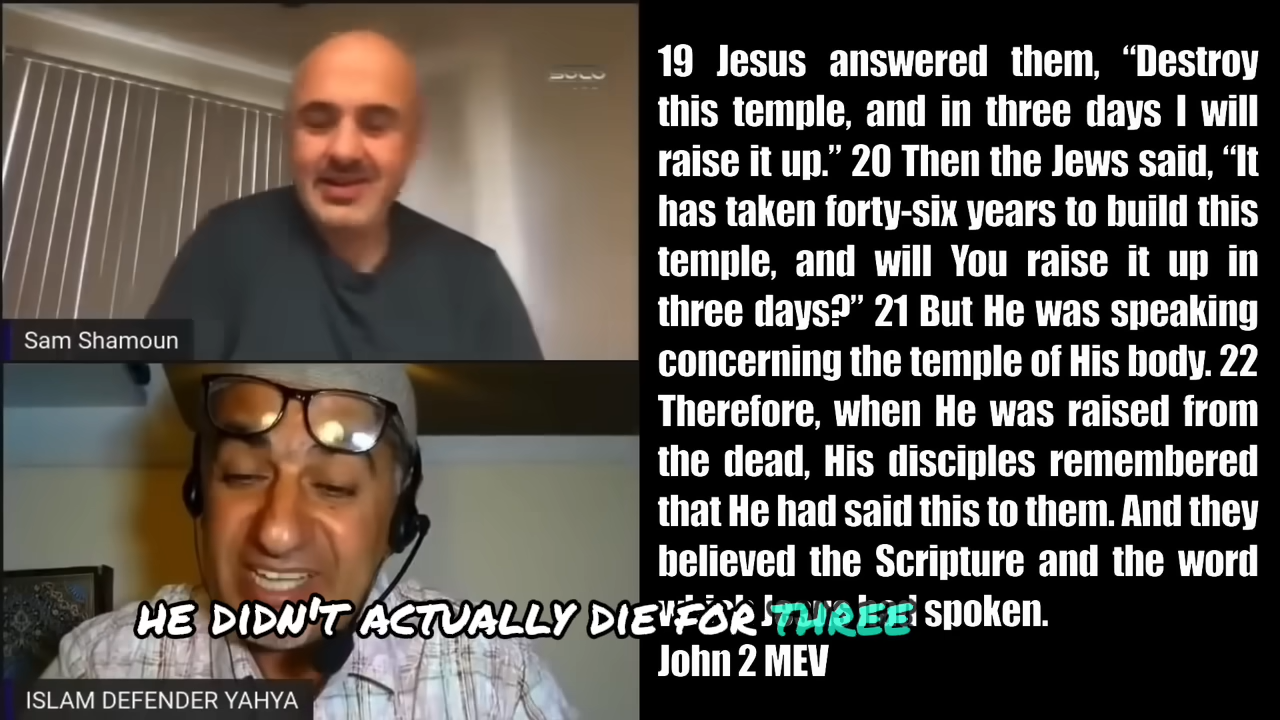 SOLO
Sam Shamoun
ISLAM DEFENDER YAHYA
HE DIDN'T ACTUALLY DIE FOR THREE
19 Jesus answered them, “Destroy
this temple, and in three days I will
raise it up.” 20 Then the Jews said, “It
has taken forty-six years to build this
temple, and will You raise it up in
three days?” 21 But He was speaking
concerning the temple of His body. 22
Therefore, when He was raised from
the dead, His disciples remembered
that He had said this to them. And they
believed the Scripture and the word
spoken.
John 2 MEV